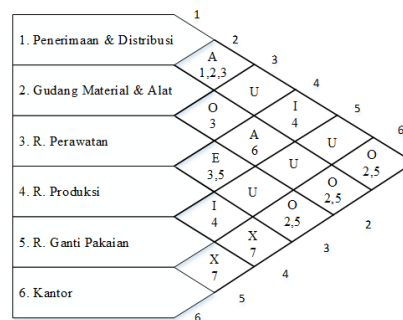 1
2
1. Penerimaan & Distribusi
A
1,2,3
3
4
2. Gudang Material & Alat
U
I
4
5
O
3
A
6
6
3. R. Perawatan
U
O
2,5
E
3,5
U
4. R. Produksi
U
O
2,5
I
4
O
2,5
2
5. R. Ganti Pakaian
X
7
3
X
7
4
6. Kantor
5
6